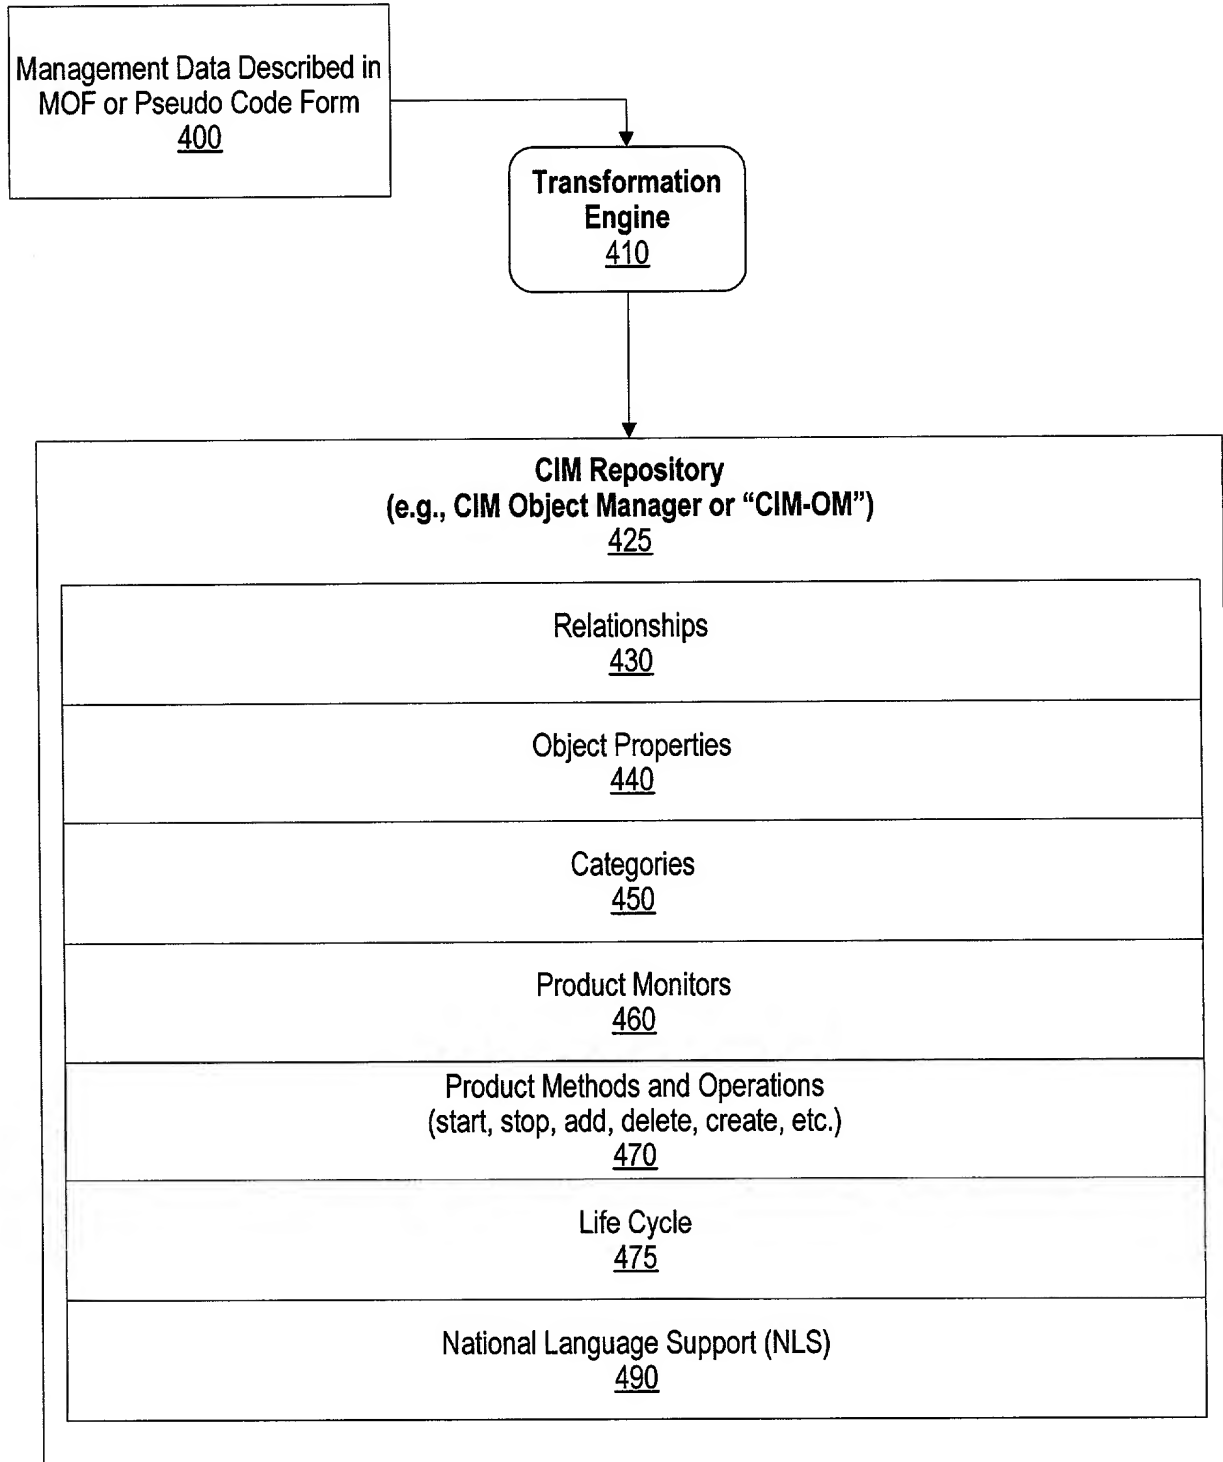 Management Data Described in
MOF or Pseudo Code Form
400
Transformation
Engine
410
CIM Repository
(e.g., CIM Object Manager or “CIM-OM”)
425
Relationships
430
Object Properties
440
Categories
450
Product Monitors
460
Product Methods and Operations
(start, stop, add, delete, create, etc.)
470
Life Cycle
475
National Language Support (NLS)
490